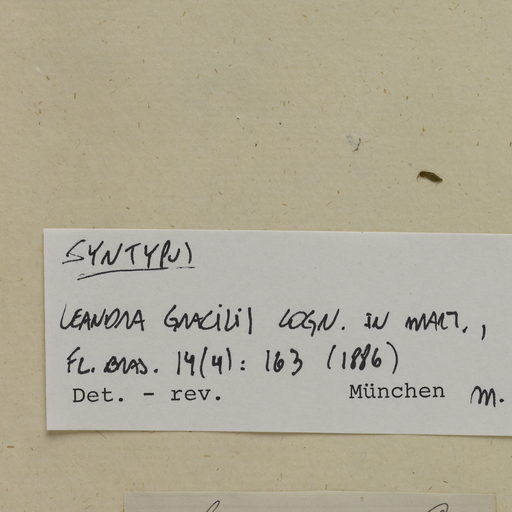 SYNTYPUS
LEANDRA GRACILIS COGN. IN MART.,
FL. BRAS. 14(4): 163 (1886)
Det. - rev. München M.